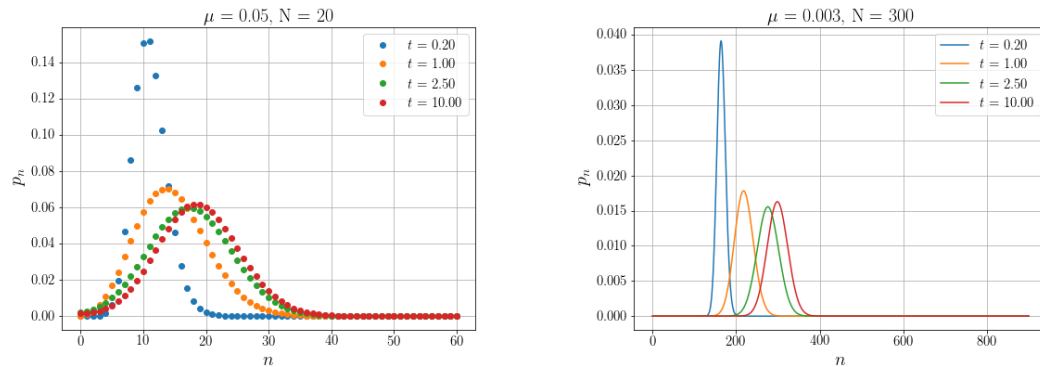 μ = 0.05, N = 20
0.14
0.12
0.10
0.08
0.06
0.04
0.02
0.00
p_n
t = 0.20
t = 1.00
t = 2.50
t = 10.00
0 10 20 30 40 50 60
n
μ = 0.003, N = 300
0.040
0.035
0.030
0.025
0.020
0.015
0.010
0.005
0.000
p_n
t = 0.20
t = 1.00
t = 2.50
t = 10.00
0 200 400 600 800
n